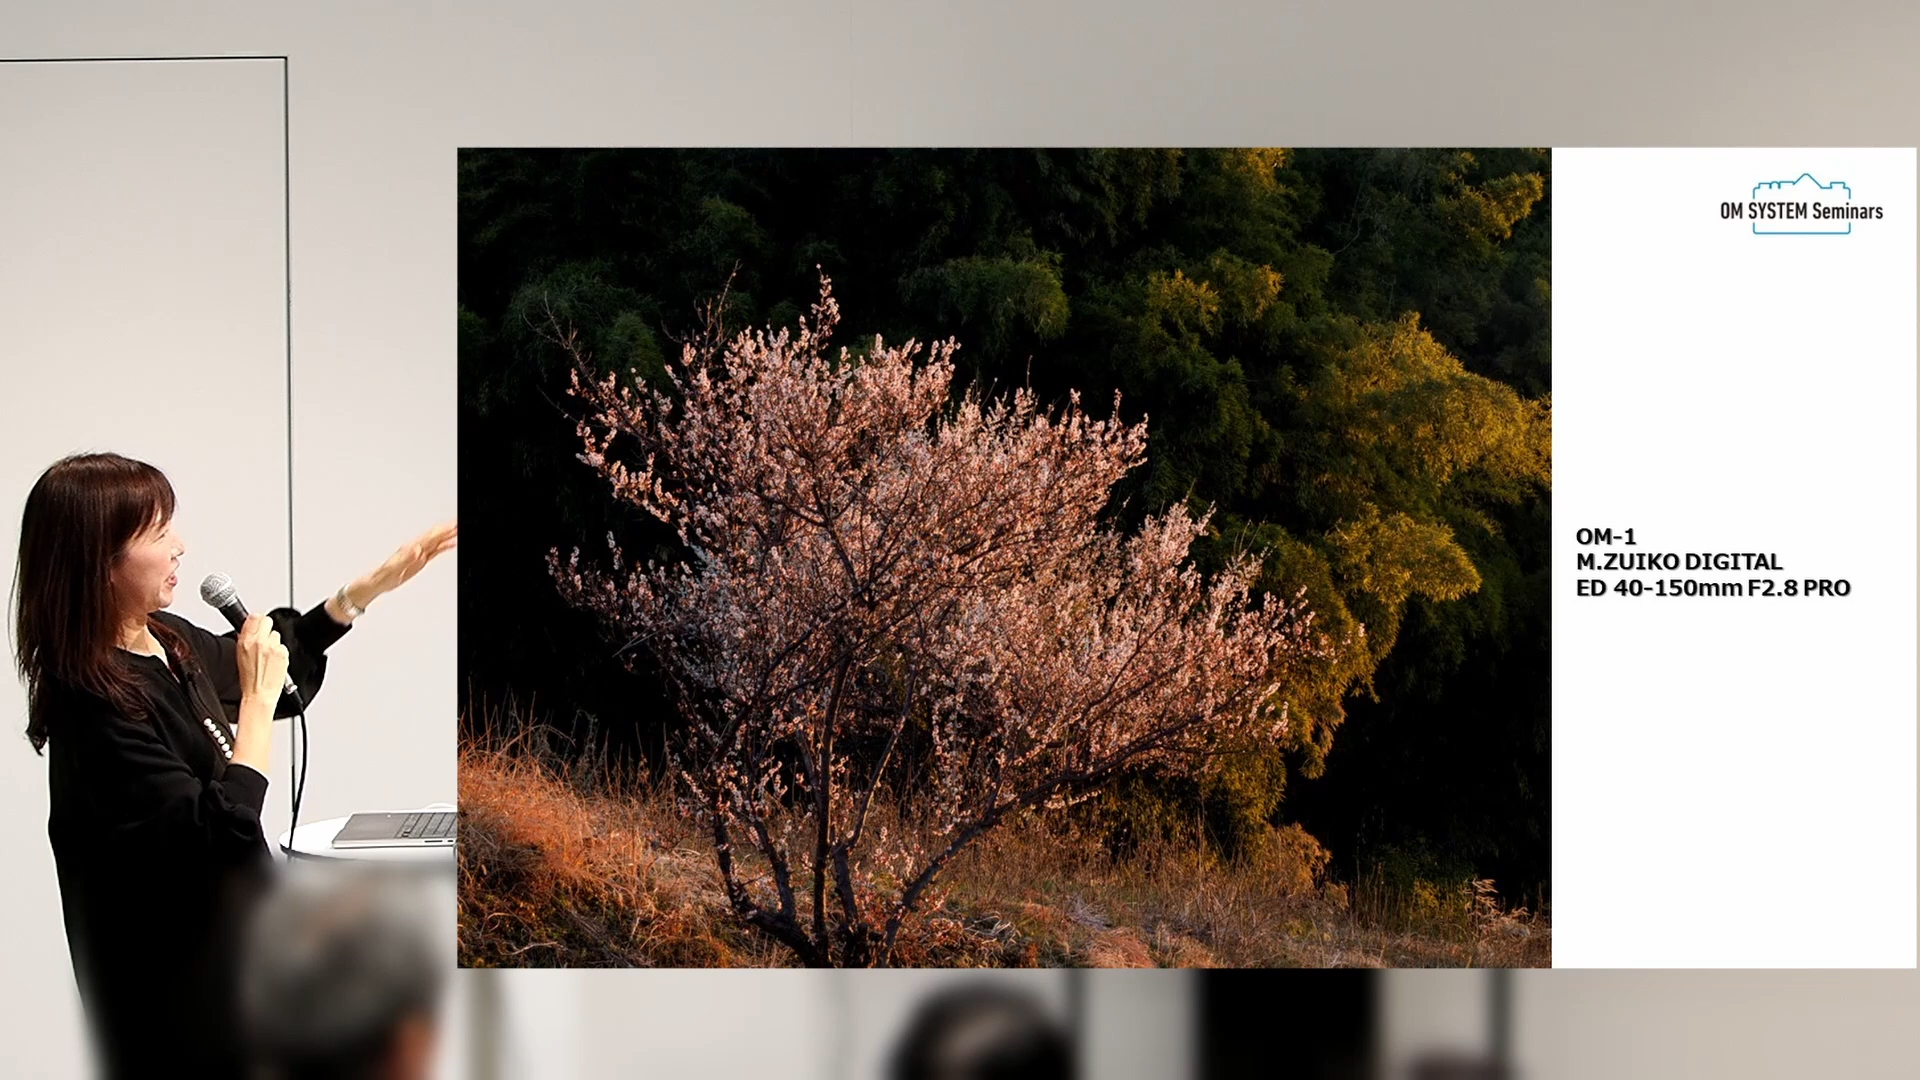 OM SYSTEM Seminars
OM-1
M.ZUIKO DIGITAL
ED 40-150mm F2.8 PRO